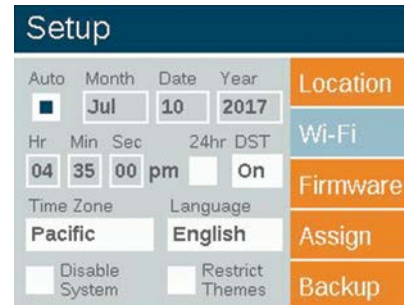 Setup
Auto Month Date Year
Jul 10 2017
Hr Min Sec 24hr DST
04 35 00 pm On
Time Zone Language
Pacific English
Disable System
Restrict Themes
Location
Wi-Fi
Firmware
Assign
Backup